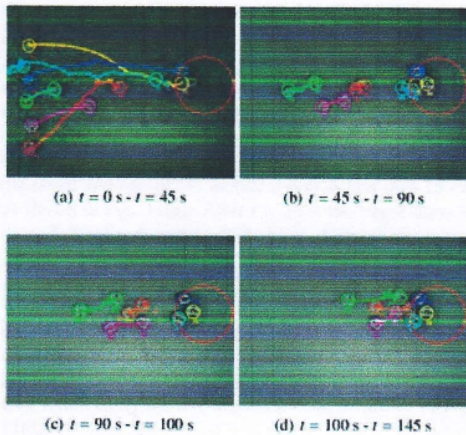 (a) t = 0 s - t = 45 s
(b) t = 45 s - t = 90 s
(c) t = 90 s - t = 100 s
(d) t = 100 s - t = 145 s